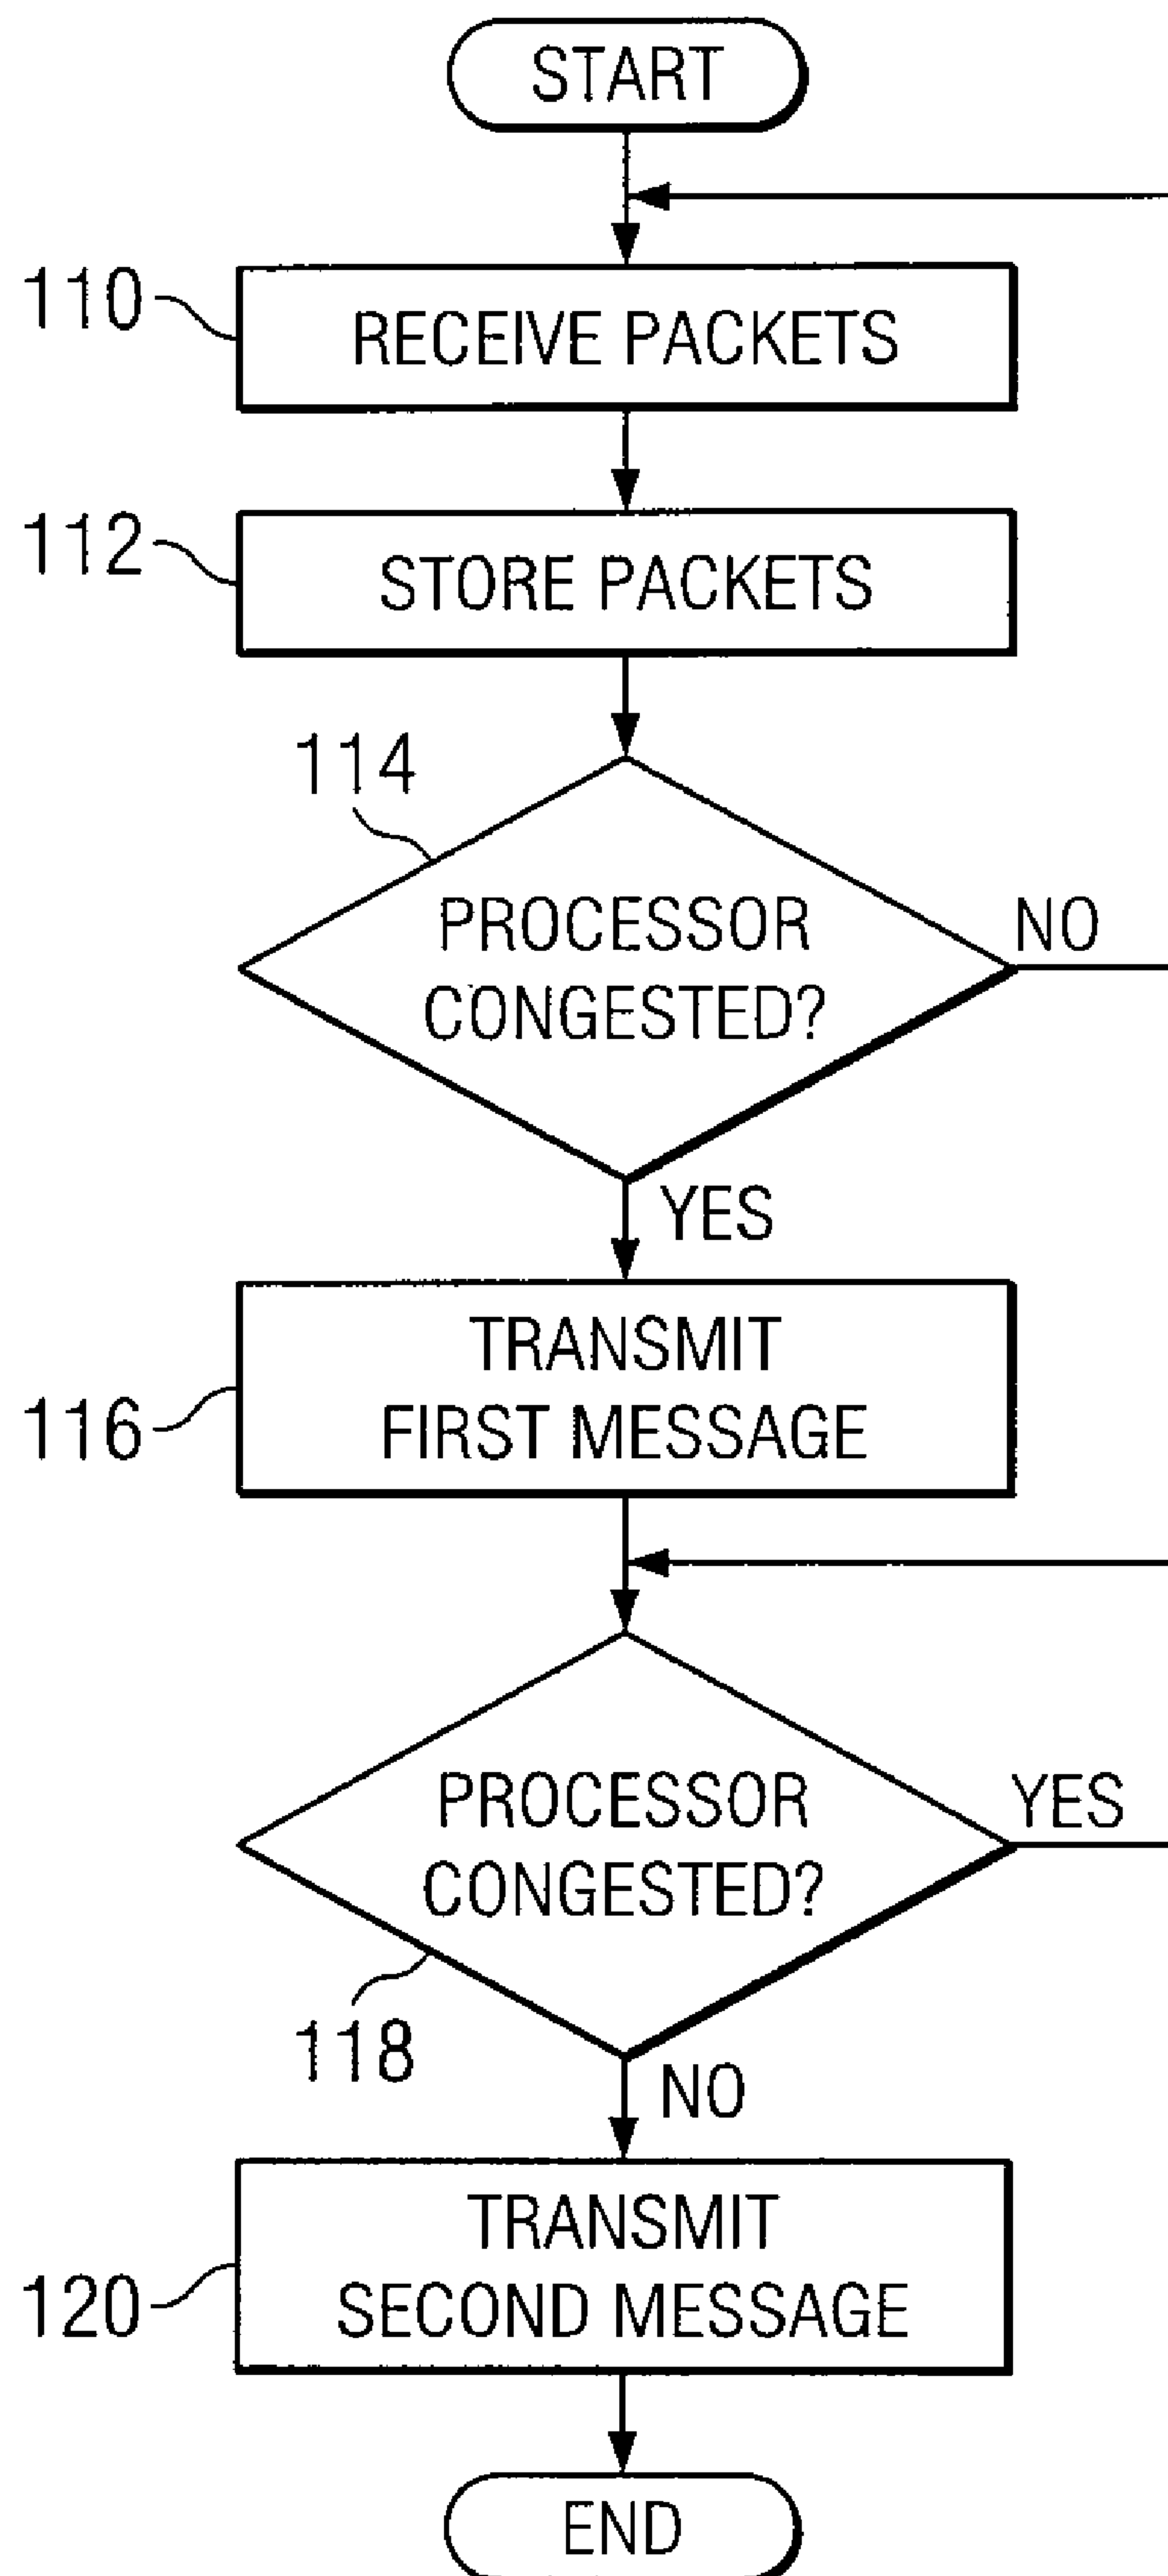 START
110
RECEIVE PACKETS
112
STORE PACKETS
114
PROCESSOR
CONGESTED?
NO
YES
TRANSMIT
FIRST MESSAGE
116
PROCESSOR
CONGESTED?
YES
118
NO
TRANSMIT
SECOND MESSAGE
120
END